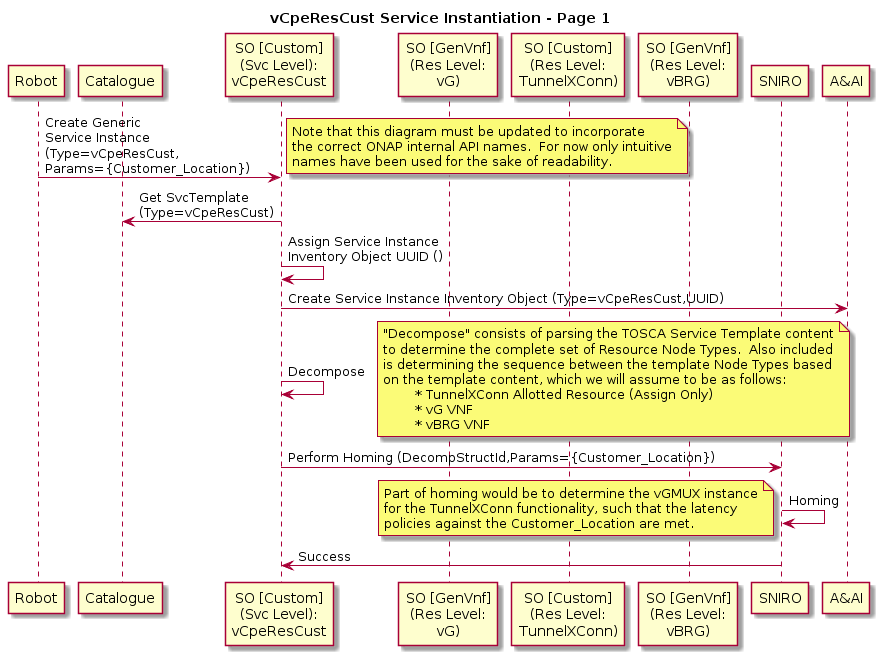 vCpeResCust Service Instantiation - Page 1
Robot
Catalogue
SO [Custom]
(Svc Level):
vCpeResCust
SO [GenVnf]
(Res Level:
vG)
SO [Custom]
(Res Level:
TunnelXConn)
SO [GenVnf]
(Res Level:
vBRG)
SNIRO
A&AI
Create Generic
Service Instance
(Type=vCpeResCust,
Params={Customer_Location})
Note that this diagram must be updated to incorporate
the correct ONAP internal API names.  For now only intuitive
names have been used for the sake of readability.
Get SvcTemplate
(Type=vCpeResCust)
Assign Service Instance
Inventory Object UUID ()
Create Service Instance Inventory Object (Type=vCpeResCust,UUID)
Decompose
"Decompose" consists of parsing the TOSCA Service Template content
to determine the complete set of Resource Node Types.  Also included
is determining the sequence between the template Node Types based
on the template content, which we will assume to be as follows:
* TunnelXConn Allotted Resource (Assign Only)
* vG VNF
* vBRG VNF
Perform Homing (DecompStructId,Params={Customer_Location})
Part of homing would be to determine the vGMUX instance
for the TunnelXConn functionality, such that the latency
policies against the Customer_Location are met.
Homing
Success
Robot
Catalogue
SO [Custom]
(Svc Level):
vCpeResCust
SO [GenVnf]
(Res Level:
vG)
SO [Custom]
(Res Level:
TunnelXConn)
SO [GenVnf]
(Res Level:
vBRG)
SNIRO
A&AI